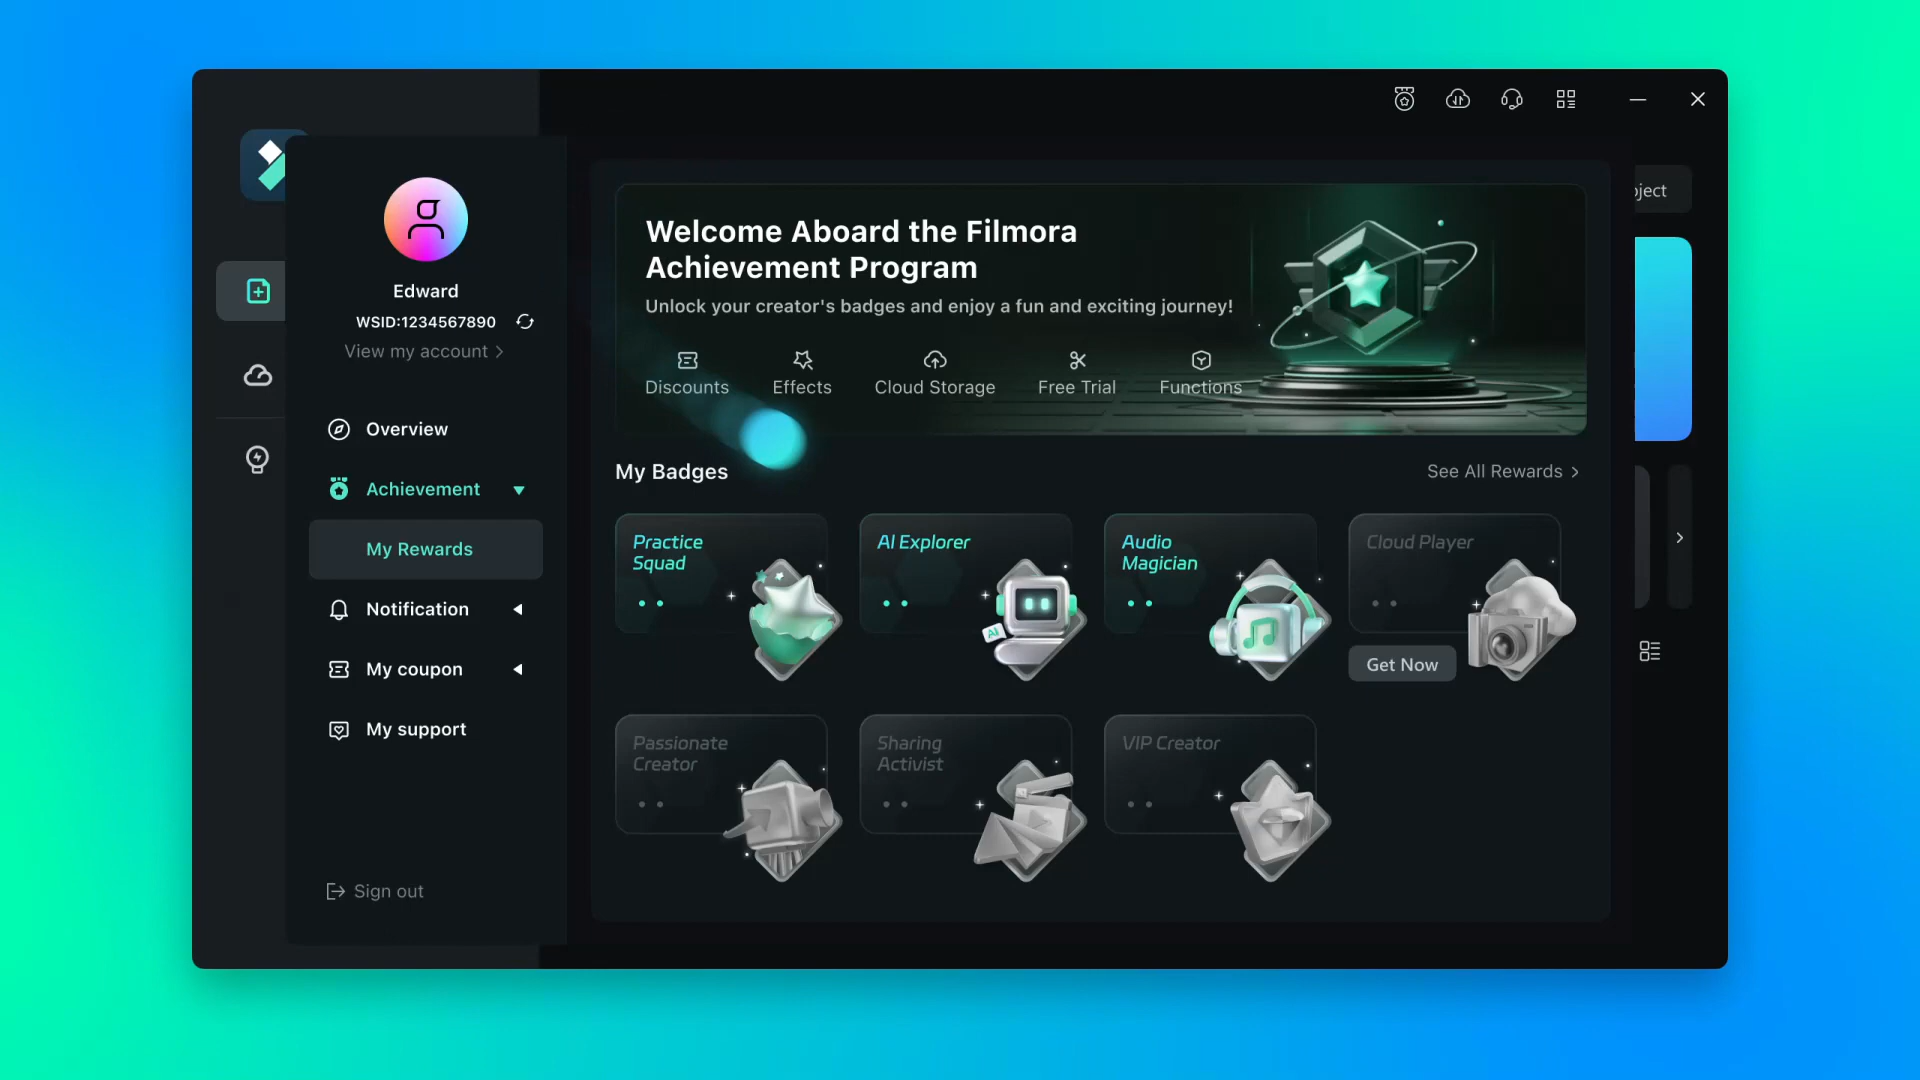 Edward
WSID:1234567890
View my account
Overview
Achievement
My Rewards
Notification
My coupon
My support
Sign out
Welcome Aboard the Filmora
Achievement Program
Unlock your creator's badges and enjoy a fun and exciting journey!
Discounts
Effects
Cloud Storage
Free Trial
Functions
My Badges
See All Rewards
Practice
Squad
AI Explorer
AI
Audio
Magician
Cloud Player
Get Now
Passionate
Creator
Sharing
Activist
VIP Creator